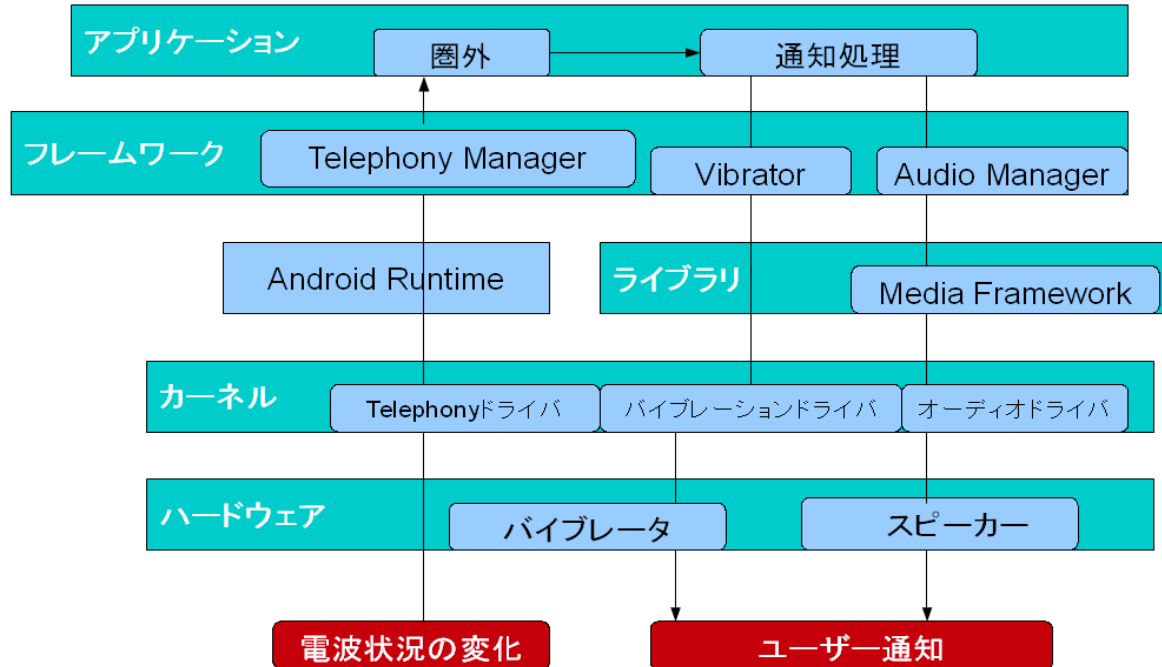 アプリケーション
圏外
通知処理
フレームワーク
Telephony Manager
Vibrator
Audio Manager
Android Runtime
ライブラリ
Media Framework
カーネル
Telephonyドライバ
バイブレーションドライバ
オーディオドライバ
ハードウェア
バイブレータ
スピーカー
電波状況の変化
ユーザー通知